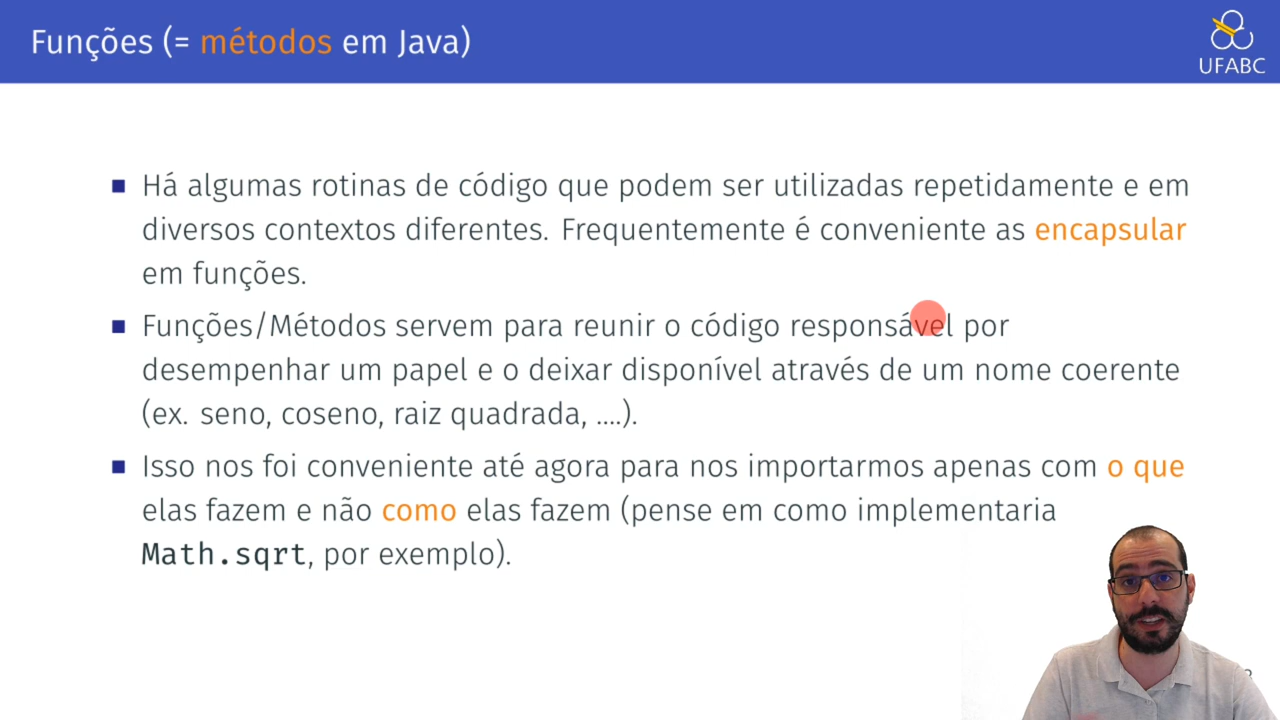 Funções (= métodos em Java)
UFABC
Há algumas rotinas de código que podem ser utilizadas repetidamente e em
diversos contextos diferentes. Frequentemente é conveniente as encapsular
em funções.
Funções/Métodos servem para reunir o código responsável por
desempenhar um papel e o deixar disponível através de um nome coerente
(ex. seno, coseno, raiz quadrada, ....).
Isso nos foi conveniente até agora para nos importarmos apenas com o que
elas fazem e não como elas fazem (pense em como implementaria
Math.sqrt, por exemplo).